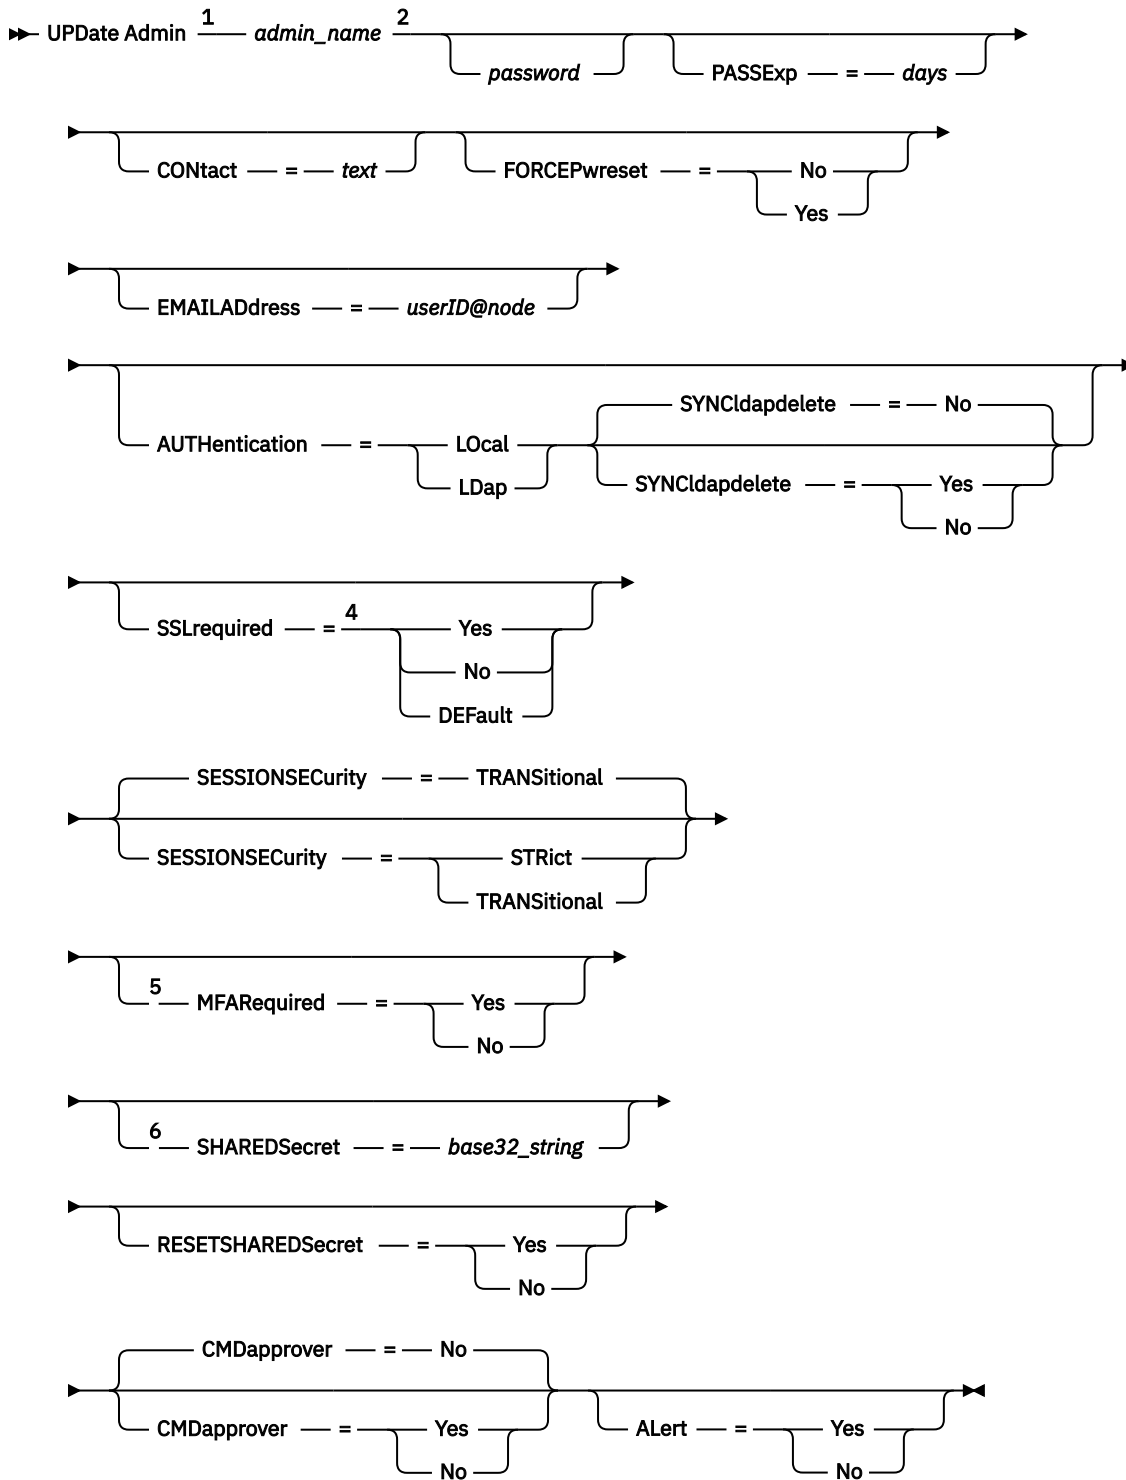 UPDate Admin 1 admin_name 2
password PASSExp = days
CONtact = text FORCEPwreset = No
Yes
EMAILADdress = userID@node
SYNCldapdelete = No
AUTHentication = LOcal
LDap SYNCldapdelete = Yes
No
SSLrequired = 4 Yes
No
DEFault
SESSIONSECurity = TRANSitional
SESSIONSECurity = STRict
TRANSitional
5 MFARequired = Yes
No
6 SHAREDSecret = base32_string
RESETSHAREDSecret = Yes
No
CMDapprover = No
CMDapprover = Yes ALert = Yes
No No